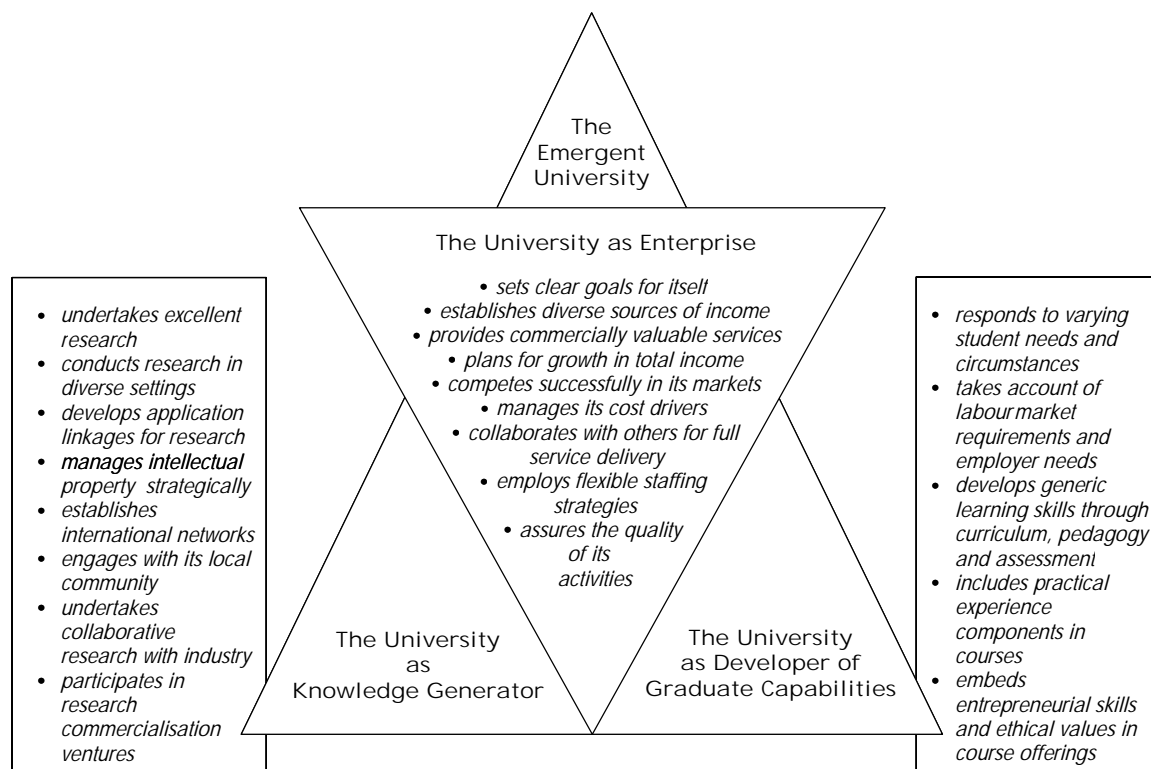 The
Emergent
University
The University as Enterprise
• sets clear goals for itself
• establishes diverse sources of income
• provides commercially valuable services
• plans for growth in total income
• competes successfully in its markets
• manages its cost drivers
• collaborates with others for full
service delivery
• employs flexible staffing
strategies
• assures the quality
of its
activities
• undertakes excellent
research
• conducts research in
diverse settings
• develops application
linkages for research
• manages intellectual
property strategically
• establishes
international networks
• engages with its local
community
• undertakes
collaborative
research with industry
• participates in
research
commercialisation
ventures
The University
as
Knowledge Generator
The University
as Developer of
Graduate Capabilities
• responds to varying
student needs and
circumstances
• takes account of
labour market
requirements and
employer needs
• develops generic
learning skills through
curriculum, pedagogy
and assessment
• includes practical
experience
components in
courses
• embeds
entrepreneurial skills
and ethical values in
course offerings